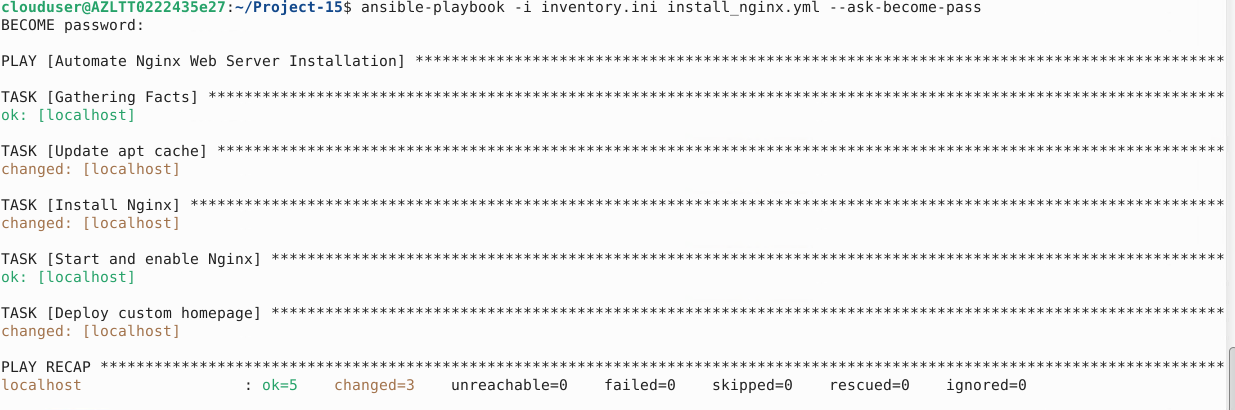 clouduser@AZLTT0222435e27:~/Project-15$ ansible-playbook -i inventory.ini install_nginx.yml --ask-become-pass
BECOME password:
PLAY [Automate Nginx Web Server Installation] ******************************************************************************************
TASK [Gathering Facts] *****************************************************************************************************************
ok: [localhost]
TASK [Update apt cache] ****************************************************************************************************************
changed: [localhost]
TASK [Install Nginx] *******************************************************************************************************************
changed: [localhost]
TASK [Start and enable Nginx] **********************************************************************************************************
ok: [localhost]
TASK [Deploy custom homepage] **********************************************************************************************************
changed: [localhost]
PLAY RECAP *****************************************************************************************************************************
localhost                  : ok=5    changed=3    unreachable=0    failed=0    skipped=0    rescued=0    ignored=0